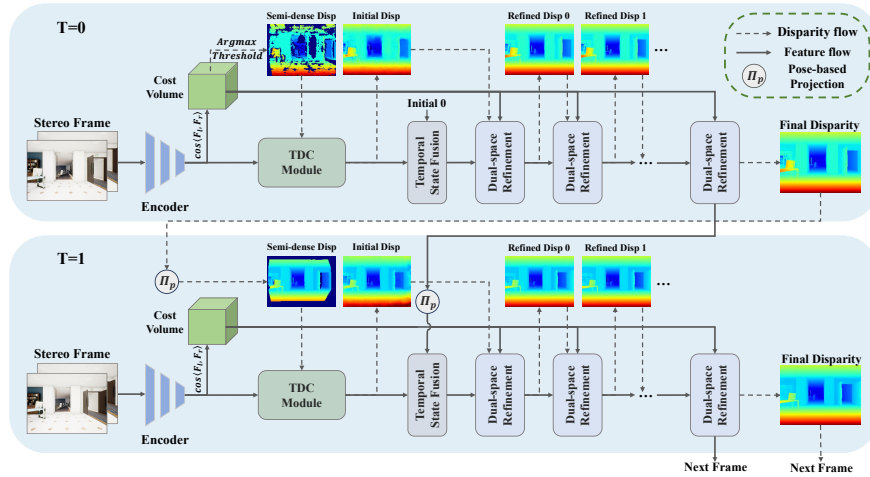 T=0
Semi-dense Disp
Initial Disp
Refined Disp 0
Refined Disp 1
...
Argmax
Threshold
Disparity flow
Feature flow
Π_p
Pose-based
Projection
Cost
Volume
Initial 0
Stereo Frame
cos⟨F_l, F_r⟩
Encoder
TDC
Module
Temporal
State Fusion
Dual-space
Refinement
Dual-space
Refinement
...
Dual-space
Refinement
Final Disparity
T=1
Semi-dense Disp
Initial Disp
Refined Disp 0
Refined Disp 1
...
Π_p
Π_p
Cost
Volume
Stereo Frame
cos⟨F_l, F_r⟩
Encoder
TDC
Module
Temporal
State Fusion
Dual-space
Refinement
Dual-space
Refinement
...
Dual-space
Refinement
Final Disparity
Next Frame
Next Frame